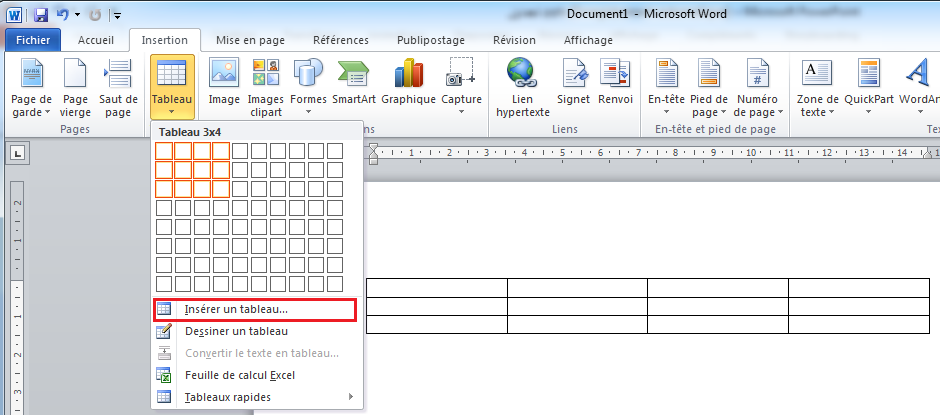 Document1 - Microsoft Word
Fichier Accueil Insertion Mise en page Références Publipostage Révision Affichage
Page de garde
Page vierge
Saut de page
Tableau
Image
Images clipart
Formes
SmartArt
Graphique
Capture
Lien hypertexte
Signet
Renvoi
En-tête
Pied de page
Numéro de page
Zone de texte
QuickPart
WordArt
Pages
Liens
En-tête et pied de page
Tableau 3x4
1 2 3 4 5 6 7 8 9 10 11 12 13 14
Insérer un tableau...
Dessiner un tableau
Convertir le texte en tableau...
Feuille de calcul Excel
Tableaux rapides